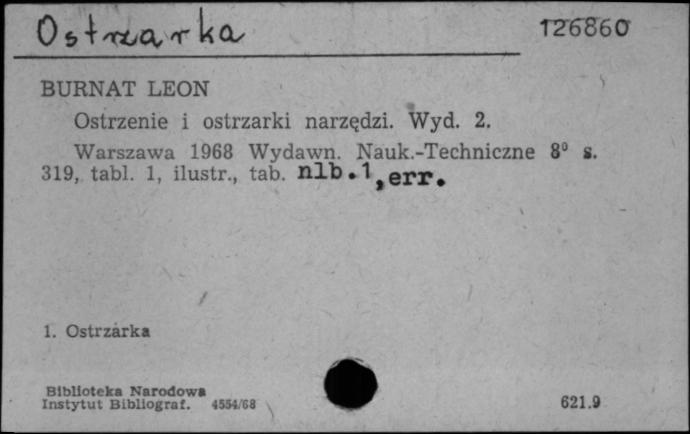 Ostrzarka 126860
BURNAT LEON
Ostrzenie i ostrzarki narzędzi. Wyd. 2.
Warszawa 1968 Wydawn. Nauk.-Techniczne 8° s.
319, tabl. 1, ilustr., tab. nlb.1, err.
1. Ostrzarka
Biblioteka Narodowa
Instytut Bibliograf. 4554/68 621.9